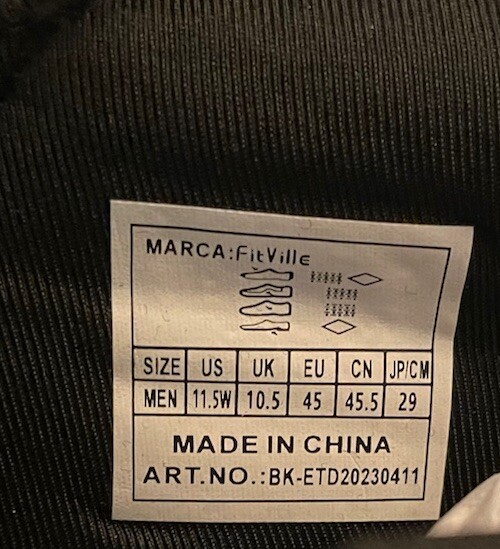 MARCA:FitVille
SIZE US UK EU CN JP/CM
MEN 11.5W 10.5 45 45.5 29
MADE IN CHINA
ART.NO.:BK-ETD20230411